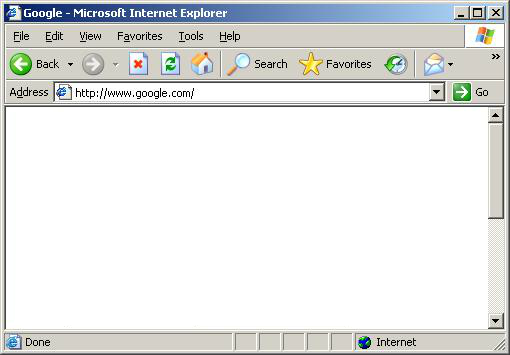 Google - Microsoft Internet Explorer
File Edit View Favorites Tools Help
Back Search Favorites »
Address http://www.google.com/ Go
Done Internet